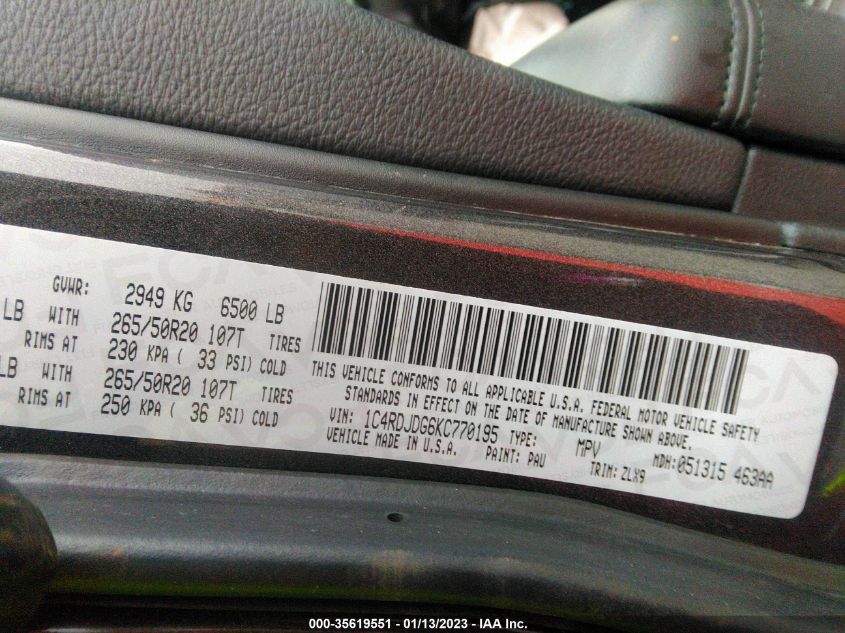 GVWR: 2949 KG 6500 LB
LB WITH 265/50R20 107T TIRES
RIMS AT 230 KPA ( 33 PSI) COLD
LB WITH 265/50R20 107T TIRES
RIMS AT 250 KPA ( 36 PSI) COLD
THIS VEHICLE CONFORMS TO ALL APPLICABLE U.S.A. FEDERAL MOTOR VEHICLE SAFETY
STANDARDS IN EFFECT ON THE DATE OF MANUFACTURE SHOWN ABOVE.
VIN: 1C4RDJDG6KC770195 TYPE: MPV MDH:051315 463AA
VEHICLE MADE IN U.S.A. PAINT: PAU TRIM: ZLX9
000-35619551 - 01/13/2023 - IAA Inc.